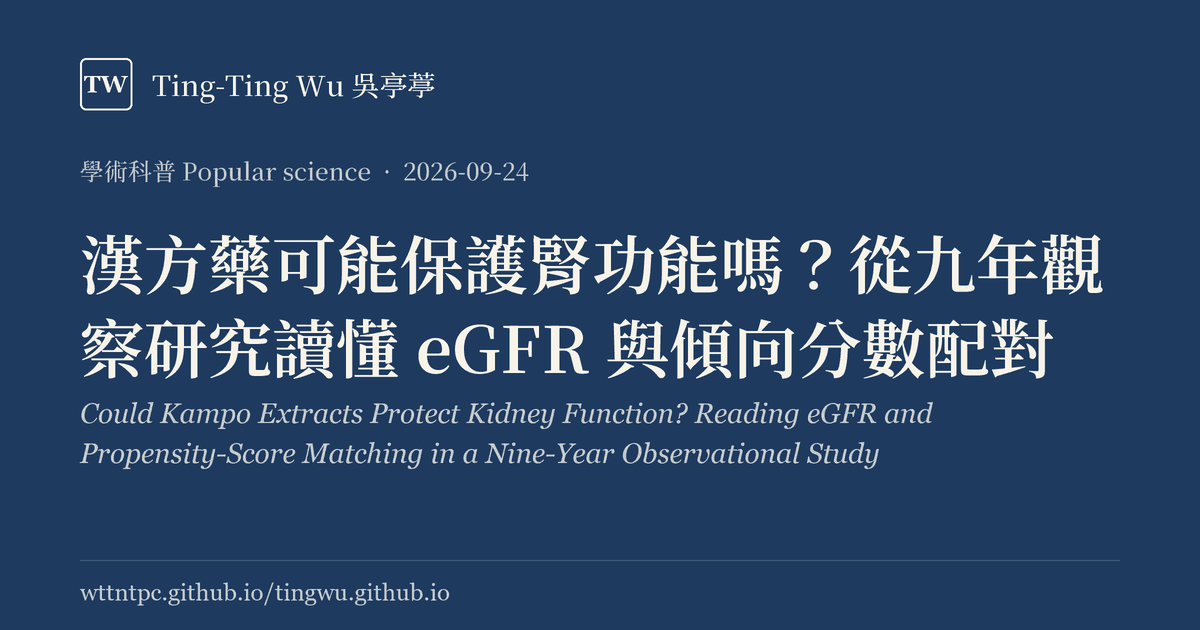 TW
Ting-Ting Wu 吳亭葶
學術科普 Popular science · 2026-09-24
漢方藥可能保護腎功能嗎？從九年觀
察研究讀懂 eGFR 與傾向分數配對
Could Kampo Extracts Protect Kidney Function? Reading eGFR and
Propensity-Score Matching in a Nine-Year Observational Study
wttntpc.github.io/tingwu.github.io